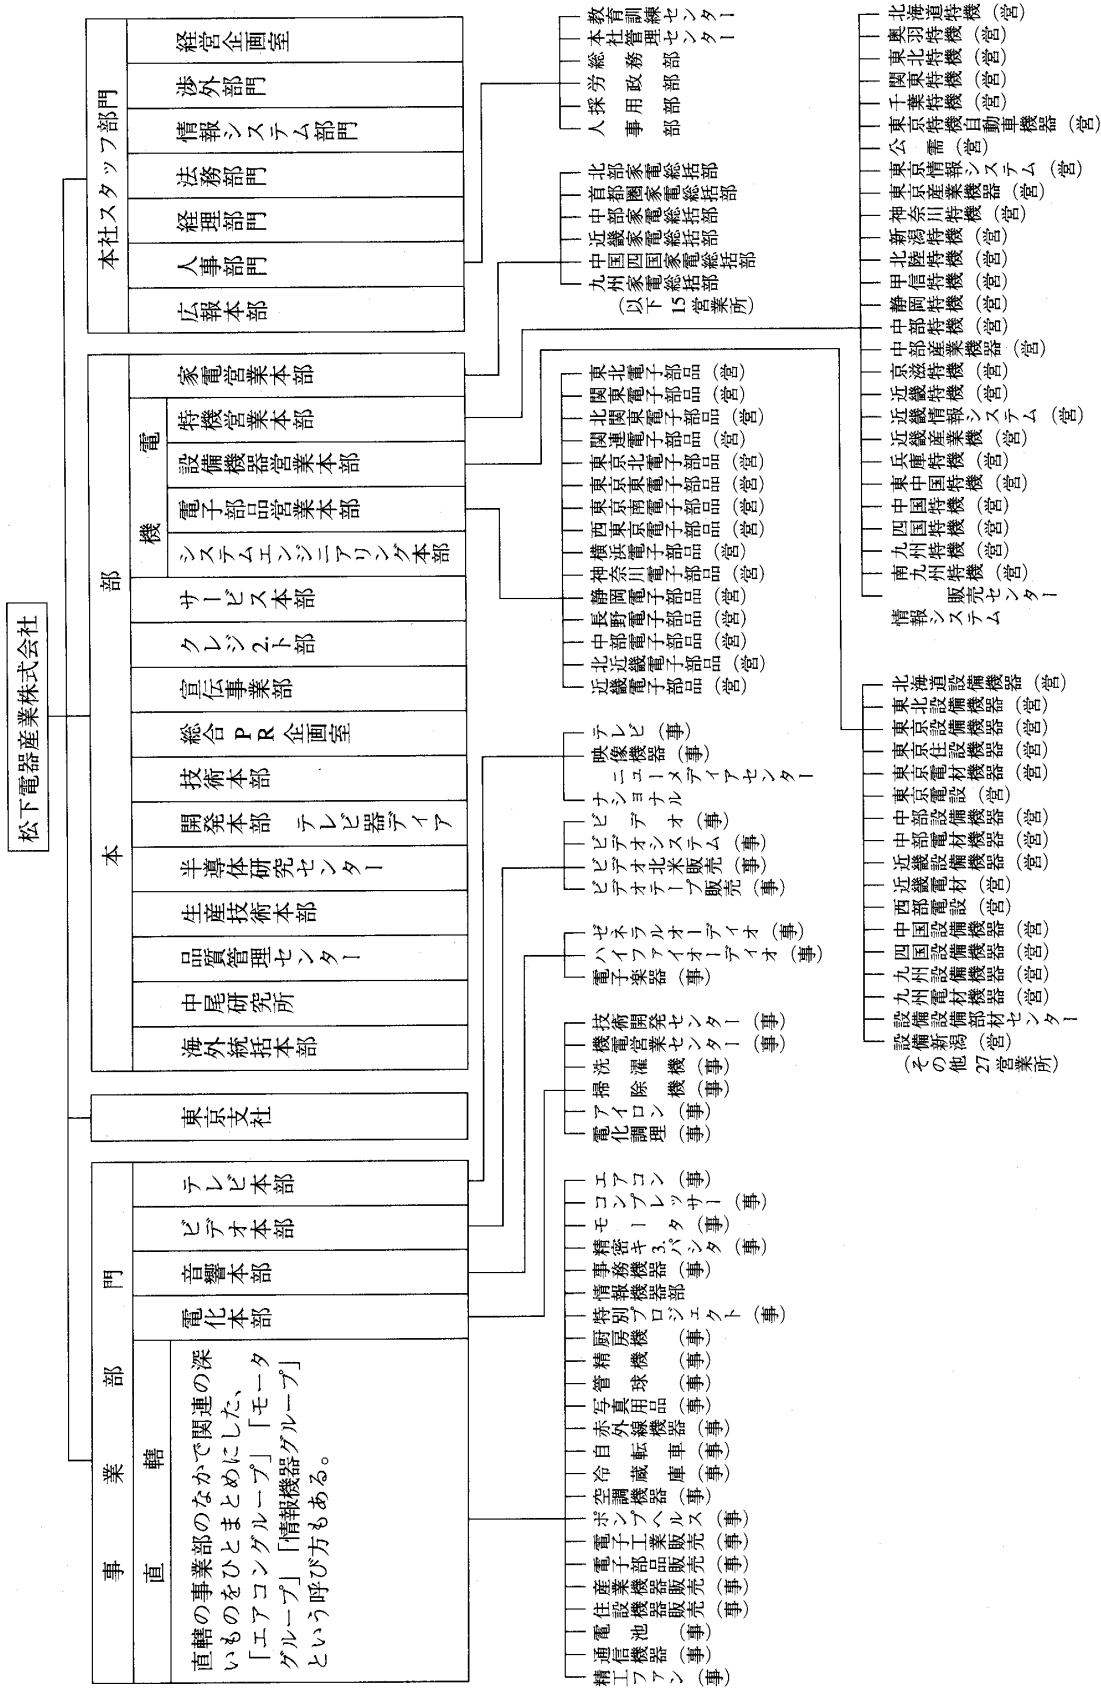 松下電器産業株式会社
本社スタッフ部門
経営企画室
渉外部門
情報システム部門
法務部門
経理部門
人事部門
広報本部
本部
家電営業本部
電機
特機営業本部
設備機器営業本部
電子部品営業本部
システムエンジニアリング本部
サービス本部
クレジ2.ト部
宣伝事業部
総合PR企画室
技術本部
開発本部 テレビ器ディア
半導体研究センター
生産技術本部
品質管理センター
中尾研究所
海外統括本部
東京支社
事業部門
テレビ本部
ビデオ本部
音響本部
電化本部
直轄
直轄の事業部のなかで関連の深
いものをひとまとめにした、
「エアコングループ」「モータ
グループ」「情報機器グループ」
という呼び方もある。
教育訓練センター
本社管理センター
総務部
労政部
採用部
人事部
北部家電総括部
首都圏家電総括部
中部家電総括部
近畿家電総括部
中国四国家電総括部
九州家電総括部
(以下15営業所)
東北電子部品(営)
関東電子部品(営)
北関東電子部品(営)
関連電子部品(営)
東京北電子部品(営)
東京東電子部品(営)
東京南電子部品(営)
西東京電子部品(営)
横浜電子部品(営)
神奈川電子部品(営)
静岡電子部品(営)
長野電子部品(営)
中部電子部品(営)
北近畿電子部品(営)
近畿電子部品(営)
テレビ(事)
映像機器(事)
ニューメディアセンター
ナショナル
ビデオ(事)
ビデオシステム(事)
ビデオ北米販売(事)
ビデオテープ販売(事)
ゼネラルオーディオ(事)
ハイファイオーディオ(事)
電子楽器(事)
技術開発センター(事)
機電営業センター(事)
洗濯機(事)
掃除機(事)
アイロン(事)
電化調理(事)
エアコン(事)
コンプレッサー(事)
モータ(事)
精密キ3.パシタ(事)
事務機器(事)
情報機器部
特別プロジェクト(事)
厨房機(事)
精機(事)
管球(事)
写真用品(事)
赤外線機器(事)
自転車(事)
冷蔵庫(事)
空調機器(事)
ポンプヘルス(事)
電子工業販売(事)
電子部品販売(事)
産業機器販売(事)
住設機器販売(事)
電池(事)
通信機器(事)
精工ファン(事)
北海道特機(営)
奥羽特機(営)
東北特機(営)
関東特機(営)
千葉特機(営)
東京特機自動車機器(営)
公需(営)
東京情報システム(営)
東京産業機器(営)
神奈川特機(営)
新潟特機(営)
北陸特機(営)
甲信特機(営)
静岡特機(営)
中部特機(営)
中部産業機器(営)
京滋特機(営)
近畿特機(営)
近畿情報システム(営)
近畿産業機(営)
兵庫特機(営)
東中国特機(営)
中国特機(営)
四国特機(営)
九州特機(営)
南九州特機(営)
販売センター
情報システム
北海道設備機器(営)
東北設備機器(営)
東京設備機器(営)
東京住設機器(営)
東京電材機器(営)
東京電設(営)
中部設備機器(営)
中部電材機器(営)
近畿設備機器(営)
近畿電材(営)
西部電設(営)
中国設備機器(営)
四国設備機器(営)
九州設備機器(営)
九州電材機器(営)
設備設備部材センター
設備新潟(営)
(その他27営業所)